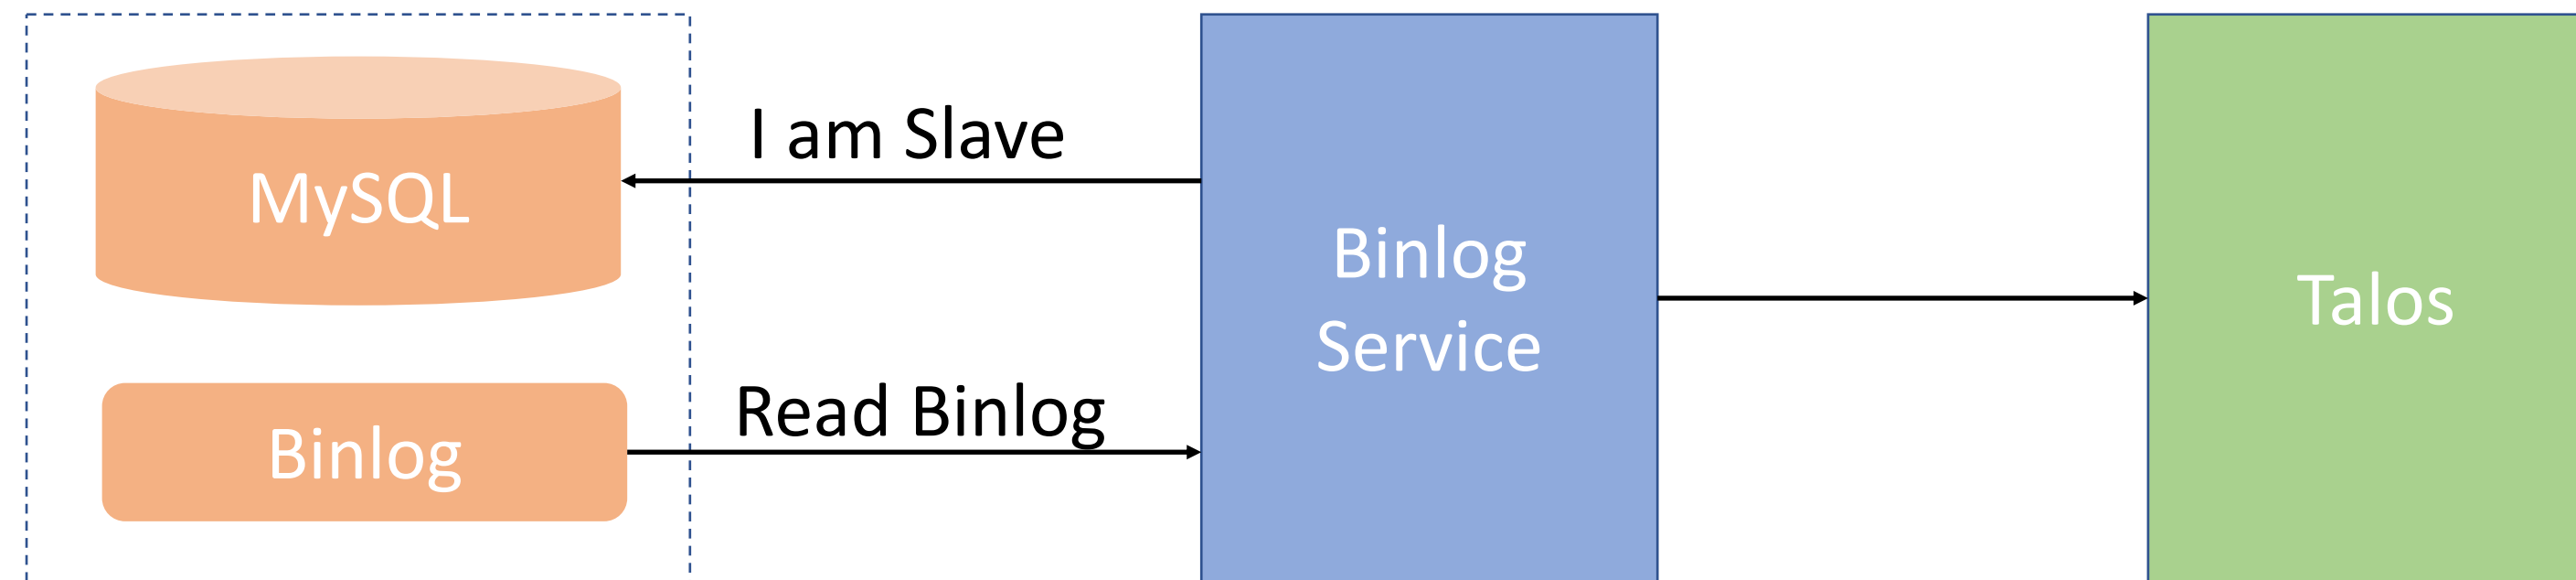 MySQL
I am Slave
Binlog
Service
Talos
Read Binlog
Binlog